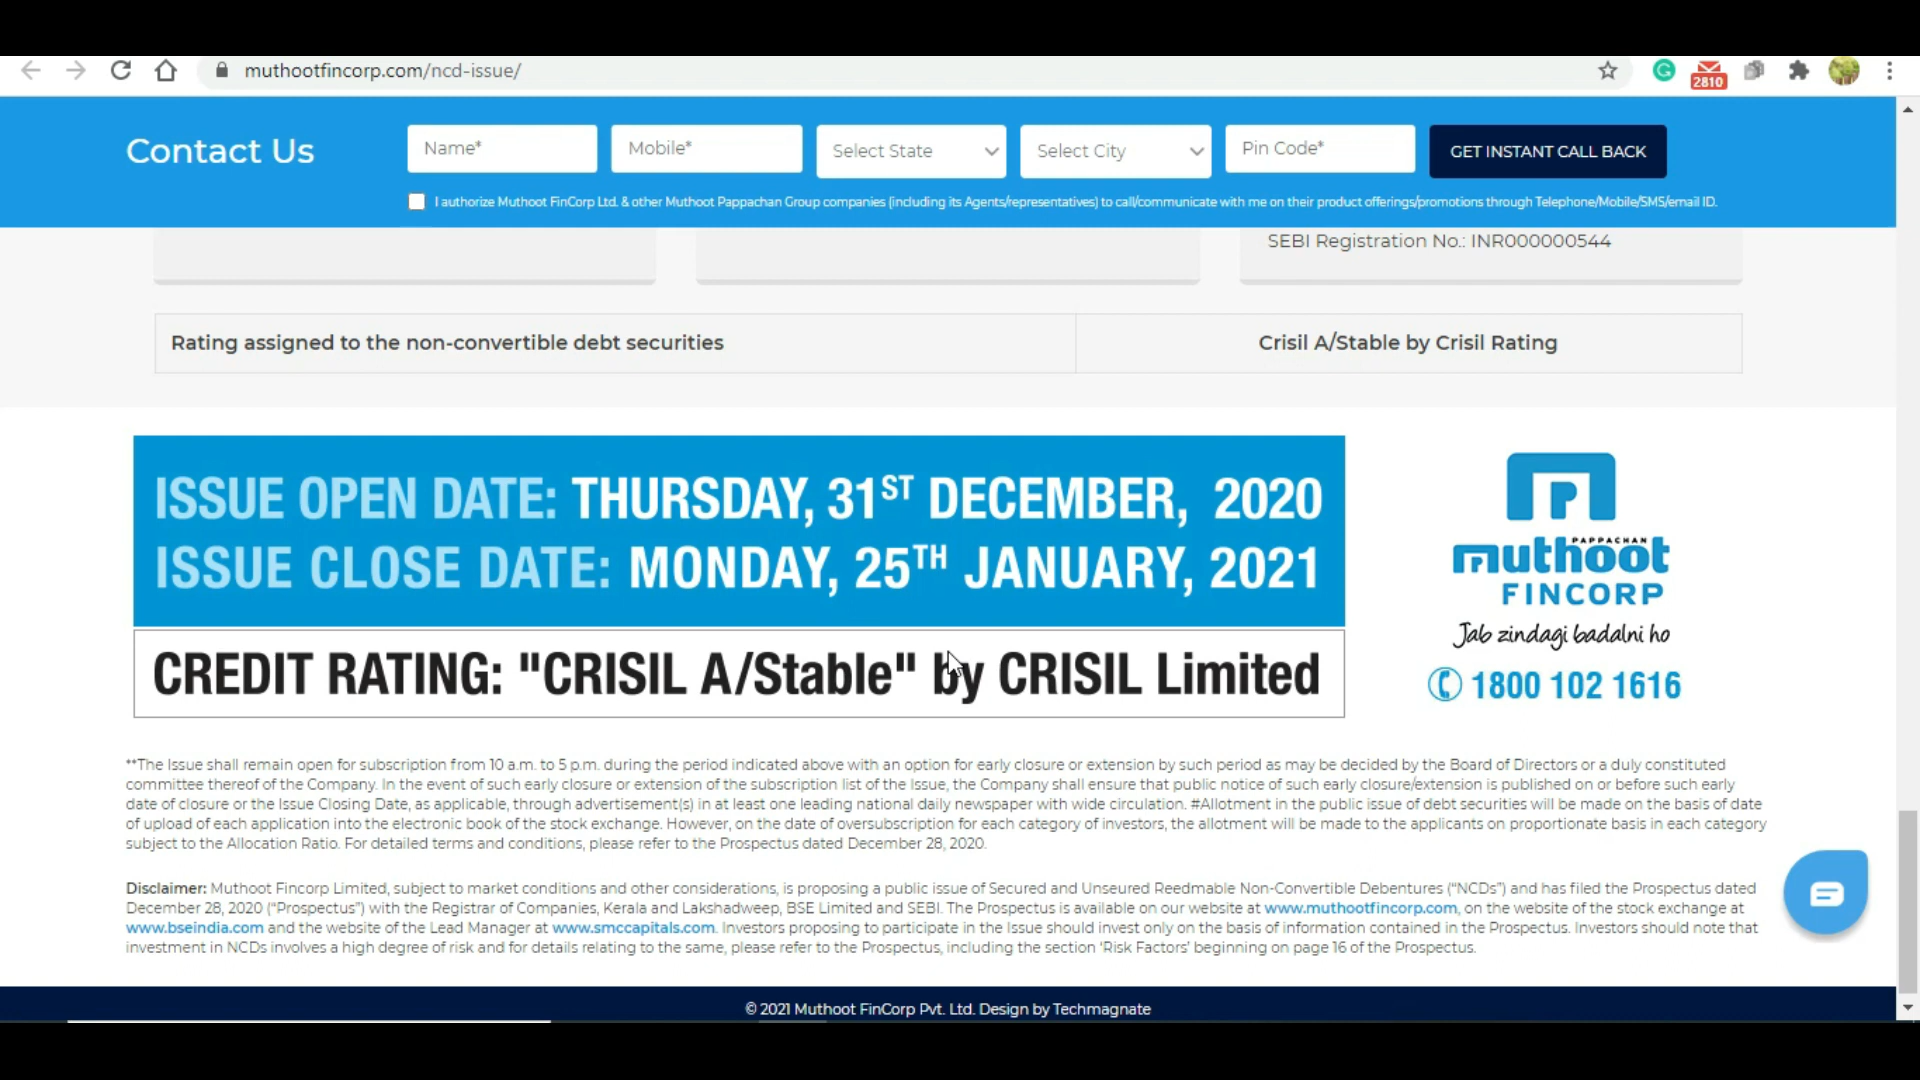 muthootfincorp.com/ncd-issue/
2810
Contact Us
Name*
Mobile*
Select State
Select City
Pin Code*
GET INSTANT CALL BACK
I authorize Muthoot FinCorp Ltd. & other Muthoot Pappachan Group companies (including its Agents/representatives) to call/communicate with me on their product offerings/promotions through Telephone/Mobile/SMS/email ID.
SEBI Registration No.: INR000000544
Rating assigned to the non-convertible debt securities
Crisil A/Stable by Crisil Rating
ISSUE OPEN DATE: THURSDAY, 31ST DECEMBER, 2020
ISSUE CLOSE DATE: MONDAY, 25TH JANUARY, 2021
CREDIT RATING: "CRISIL A/Stable" by CRISIL Limited
PAPPACHAN
muthoot
FINCORP
Jab zindagi badalni ho
1800 102 1616
**The Issue shall remain open for subscription from 10 a.m. to 5 p.m. during the period indicated above with an option for early closure or extension by such period as may be decided by the Board of Directors or a duly constituted
committee thereof of the Company. In the event of such early closure or extension of the subscription list of the Issue, the Company shall ensure that public notice of such early closure/extension is published on or before such early
date of closure or the Issue Closing Date, as applicable, through advertisement(s) in at least one leading national daily newspaper with wide circulation. #Allotment in the public issue of debt securities will be made on the basis of date
of upload of each application into the electronic book of the stock exchange. However, on the date of oversubscription for each category of investors, the allotment will be made to the applicants on proportionate basis in each category
subject to the Allocation Ratio. For detailed terms and conditions, please refer to the Prospectus dated December 28, 2020.
Disclaimer: Muthoot Fincorp Limited, subject to market conditions and other considerations, is proposing a public issue of Secured and Unseured Reedmable Non-Convertible Debentures ("NCDs") and has filed the Prospectus dated
December 28, 2020 ("Prospectus") with the Registrar of Companies, Kerala and Lakshadweep, BSE Limited and SEBI. The Prospectus is available on our website at www.muthootfincorp.com, on the website of the stock exchange at
www.bseindia.com and the website of the Lead Manager at www.smccapitals.com. Investors proposing to participate in the Issue should invest only on the basis of information contained in the Prospectus. Investors should note that
investment in NCDs involves a high degree of risk and for details relating to the same, please refer to the Prospectus, including the section 'Risk Factors' beginning on page 16 of the Prospectus.
© 2021 Muthoot FinCorp Pvt. Ltd. Design by Techmagnate